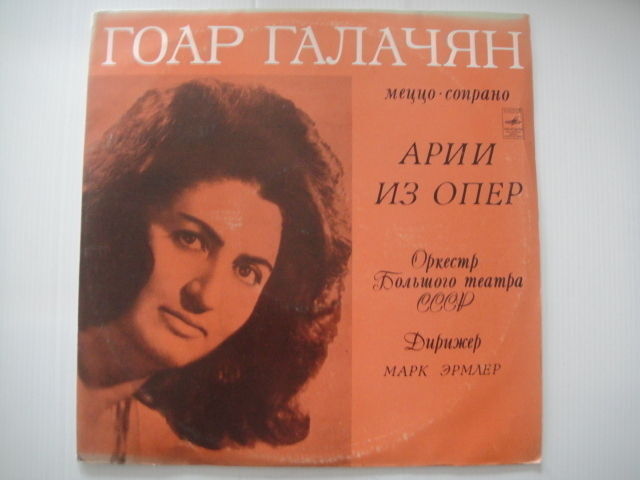 ГОАР ГАЛАЧЯН
меццо-сопрано
АРИИ
ИЗ ОПЕР
Оркестр
Большого театра
СССР
Дирижер
МАРК ЭРМЛЕР